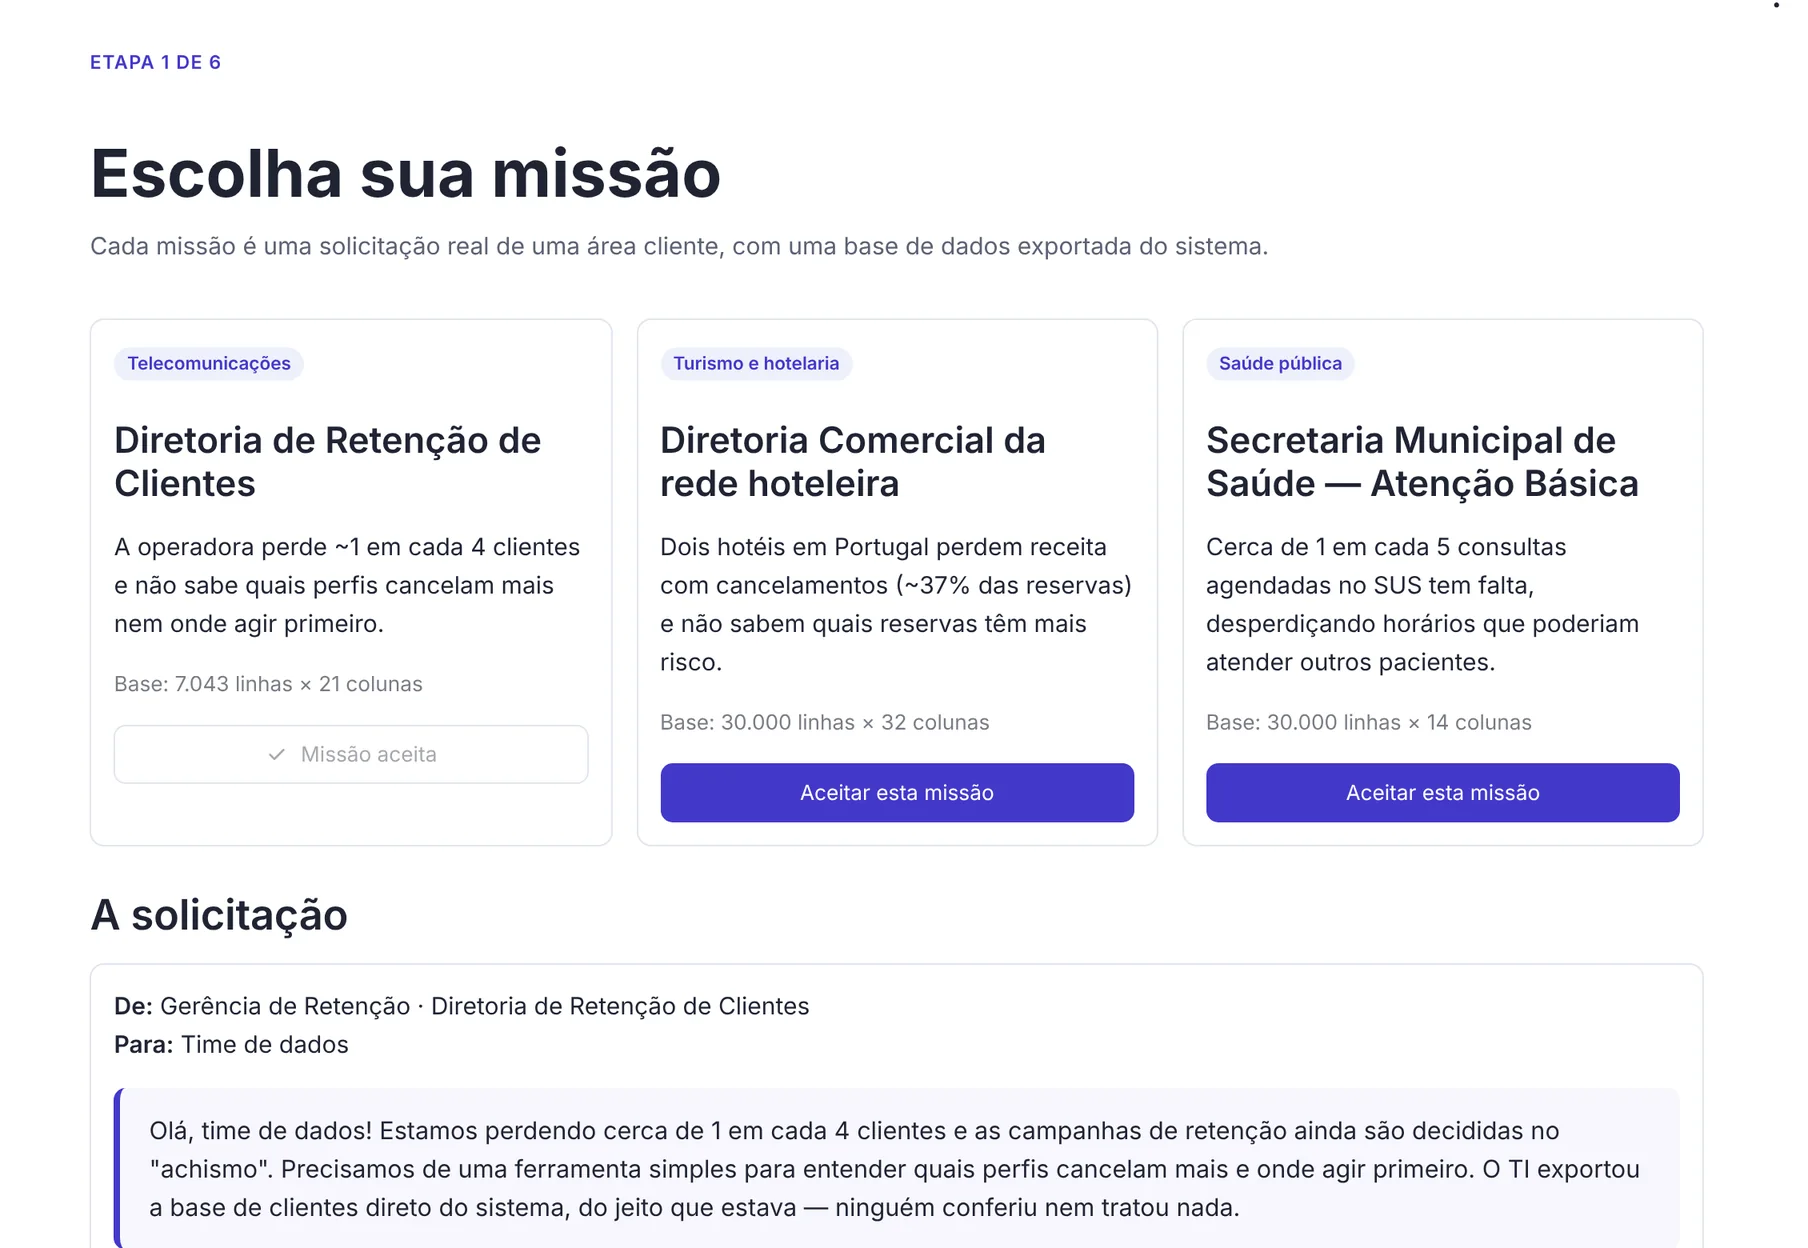 ETAPA 1 DE 6
Escolha sua missão
Cada missão é uma solicitação real de uma área cliente, com uma base de dados exportada do sistema.
Telecomunicações
Diretoria de Retenção de
Clientes
A operadora perde ~1 em cada 4 clientes
e não sabe quais perfis cancelam mais
nem onde agir primeiro.
Base: 7.043 linhas × 21 colunas
✓ Missão aceita
Turismo e hotelaria
Diretoria Comercial da
rede hoteleira
Dois hotéis em Portugal perdem receita
com cancelamentos (~37% das reservas)
e não sabem quais reservas têm mais
risco.
Base: 30.000 linhas × 32 colunas
Aceitar esta missão
Saúde pública
Secretaria Municipal de
Saúde — Atenção Básica
Cerca de 1 em cada 5 consultas
agendadas no SUS tem falta,
desperdiçando horários que poderiam
atender outros pacientes.
Base: 30.000 linhas × 14 colunas
Aceitar esta missão
A solicitação
De: Gerência de Retenção · Diretoria de Retenção de Clientes
Para: Time de dados
Olá, time de dados! Estamos perdendo cerca de 1 em cada 4 clientes e as campanhas de retenção ainda são decididas no
"achismo". Precisamos de uma ferramenta simples para entender quais perfis cancelam mais e onde agir primeiro. O TI exportou
a base de clientes direto do sistema, do jeito que estava — ninguém conferiu nem tratou nada.